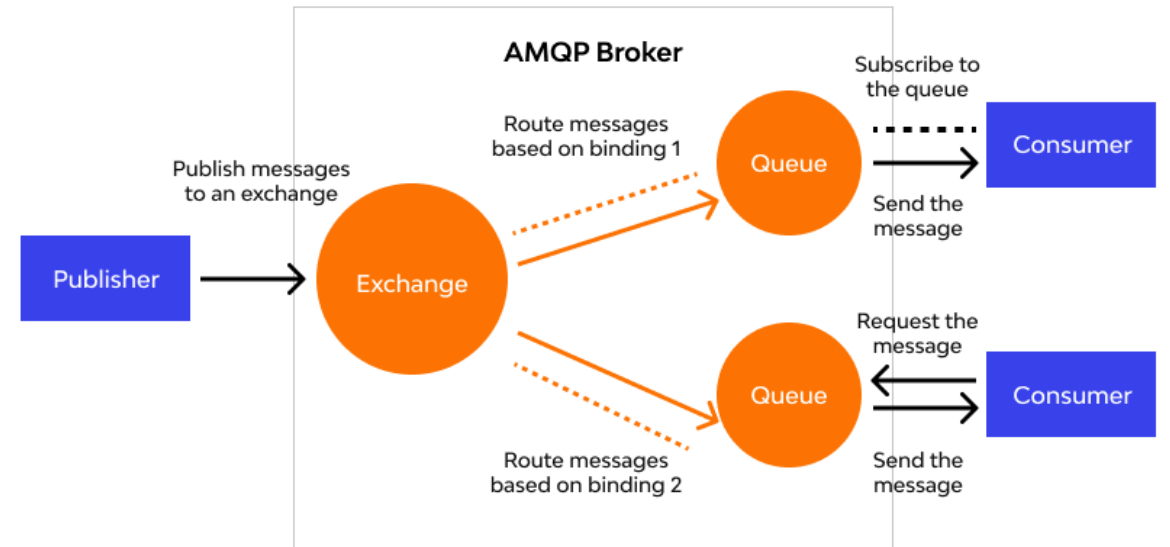 AMQP Broker
Subscribe to
the queue
Route messages
based on binding 1
Queue
Consumer
Publish messages
to an exchange
Send the
message
Publisher
Exchange
Request the
message
Queue
Consumer
Route messages
based on binding 2
Send the
message